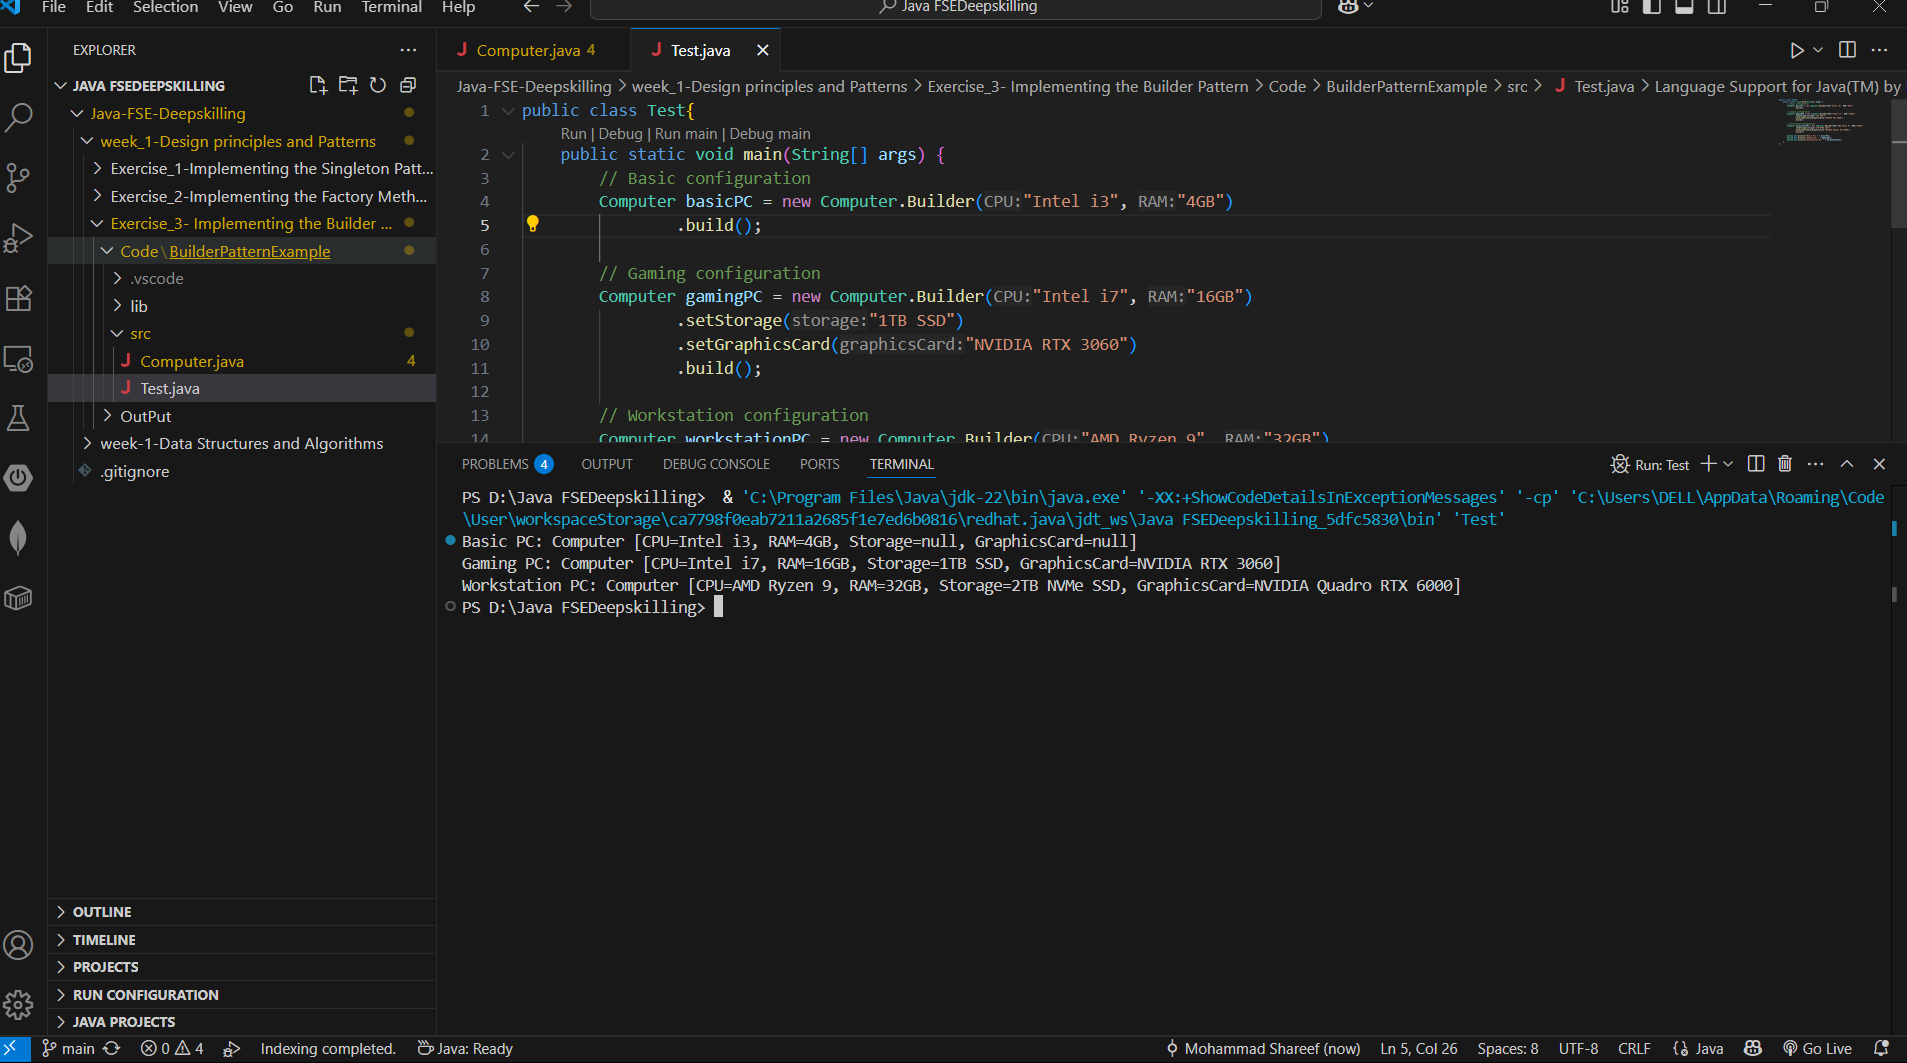 File Edit Selection View Go Run Terminal Help
Java FSEDeepskilling
EXPLORER
JAVA FSEDEEPSKILLING
Java-FSE-Deepskilling
week_1-Design principles and Patterns
Exercise_1-Implementing the Singleton Patt...
Exercise_2-Implementing the Factory Meth...
Exercise_3- Implementing the Builder ...
Code\BuilderPatternExample
.vscode
lib
src
J Computer.java 4
J Test.java
OutPut
week-1-Data Structures and Algorithms
.gitignore
OUTLINE
TIMELINE
PROJECTS
RUN CONFIGURATION
JAVA PROJECTS
J Computer.java 4
J Test.java
Java-FSE-Deepskilling > week_1-Design principles and Patterns > Exercise_3- Implementing the Builder Pattern > Code > BuilderPatternExample > src > J Test.java > Language Support for Java(TM) by
1 public class Test{
Run | Debug | Run main | Debug main
2 public static void main(String[] args) {
3 // Basic configuration
4 Computer basicPC = new Computer.Builder(CPU:"Intel i3", RAM:"4GB")
5 .build();
6
7 // Gaming configuration
8 Computer gamingPC = new Computer.Builder(CPU:"Intel i7", RAM:"16GB")
9 .setStorage(storage:"1TB SSD")
10 .setGraphicsCard(graphicsCard:"NVIDIA RTX 3060")
11 .build();
12
13 // Workstation configuration
14 Computer workstationPC = new Computer.Builder(CPU:"AMD Ryzen 9", RAM:"32GB")
PROBLEMS 4 OUTPUT DEBUG CONSOLE PORTS TERMINAL
Run: Test
PS D:\Java FSEDeepskilling> & 'C:\Program Files\Java\jdk-22\bin\java.exe' '-XX:+ShowCodeDetailsInExceptionMessages' '-cp' 'C:\Users\DELL\AppData\Roaming\Code
\User\workspaceStorage\ca7798f0eab7211a2685f1e7ed6b0816\redhat.java\jdt_ws\Java FSEDeepskilling_5dfc5830\bin' 'Test'
Basic PC: Computer [CPU=Intel i3, RAM=4GB, Storage=null, GraphicsCard=null]
Gaming PC: Computer [CPU=Intel i7, RAM=16GB, Storage=1TB SSD, GraphicsCard=NVIDIA RTX 3060]
Workstation PC: Computer [CPU=AMD Ryzen 9, RAM=32GB, Storage=2TB NVMe SSD, GraphicsCard=NVIDIA Quadro RTX 6000]
PS D:\Java FSEDeepskilling>
main 0 4 Indexing completed. Java: Ready
Mohammad Shareef (now) Ln 5, Col 26 Spaces: 8 UTF-8 CRLF {} Java Go Live